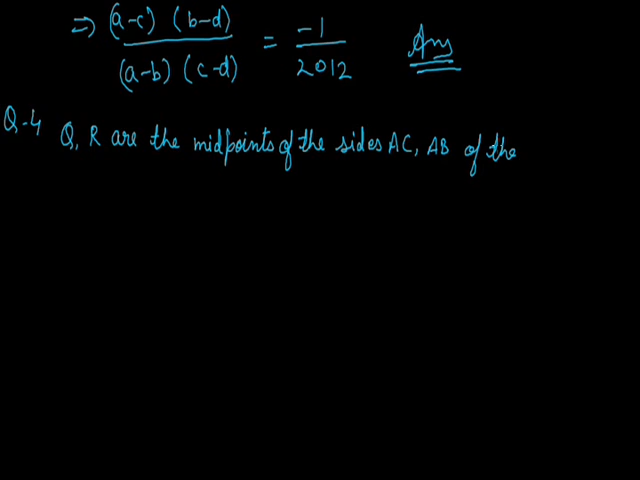 ⇒ (a-c) (b-d) / (a-b) (c-d) = -1 / 2012 Ans
Q-4 Q, R are the midpoints of the sides AC, AB of the